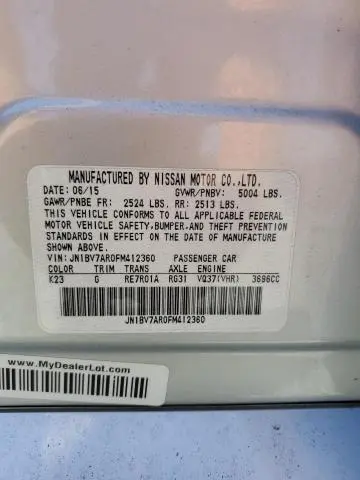 MANUFACTURED BY NISSAN MOTOR CO.,LTD.
DATE: 06/15 GVWR/PNBV: 5004 LBS.
GAWR/PNBE FR: 2524 LBS. RR: 2513 LBS.
THIS VEHICLE CONFORMS TO ALL APPLICABLE FEDERAL
MOTOR VEHICLE SAFETY,BUMPER-AND THEFT PREVENTION
STANDARDS IN EFFECT ON THE DATE OF MANUFACTURE
SHOWN ABOVE.
VIN: JN1BV7AR0FM412360 PASSENGER CAR
COLOR TRIM TRANS AXLE ENGINE
K23 G RE7R01A RG31 VQ37(VHR) 3696CC
JN1BV7AR0FM412360
www.MyDealerLot.com